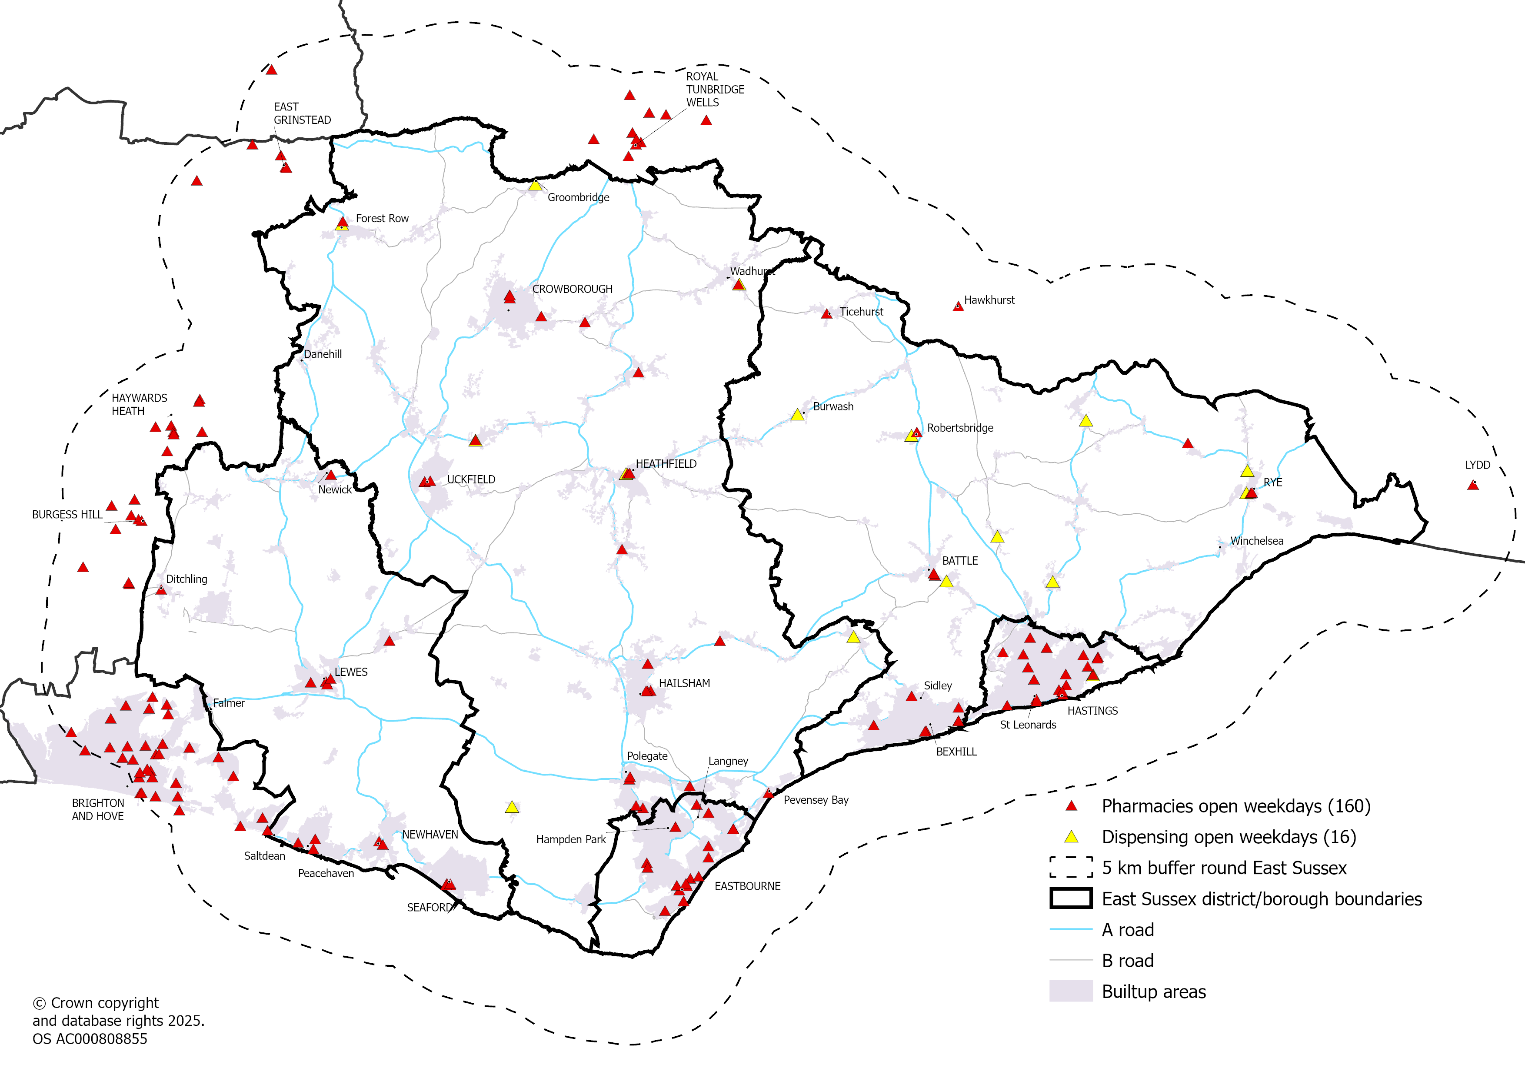 ROYAL
TUNBRIDGE
WELLS
EAST
GRINSTEAD
Groombridge
Forest Row
Wadhurst
CROWBOROUGH
Hawkhurst
Ticehurst
Danehill
HAYWARDS
HEATH
Burwash
Robertsbridge
HEATHFIELD
LYDD
UCKFIELD
RYE
Newick
BURGESS HILL
Winchelsea
BATTLE
Ditchling
LEWES
HAILSHAM
Sidley
Falmer
HASTINGS
St Leonards
BEXHILL
Polegate
Langney
BRIGHTON
AND HOVE
Pevensey Bay
NEWHAVEN
Hampden Park
Saltdean
Peacehaven
EASTBOURNE
SEAFORD
Pharmacies open weekdays (160)
Dispensing open weekdays (16)
5 km buffer round East Sussex
East Sussex district/borough boundaries
A road
B road
Builtup areas
© Crown copyright
and database rights 2025.
OS AC000808855